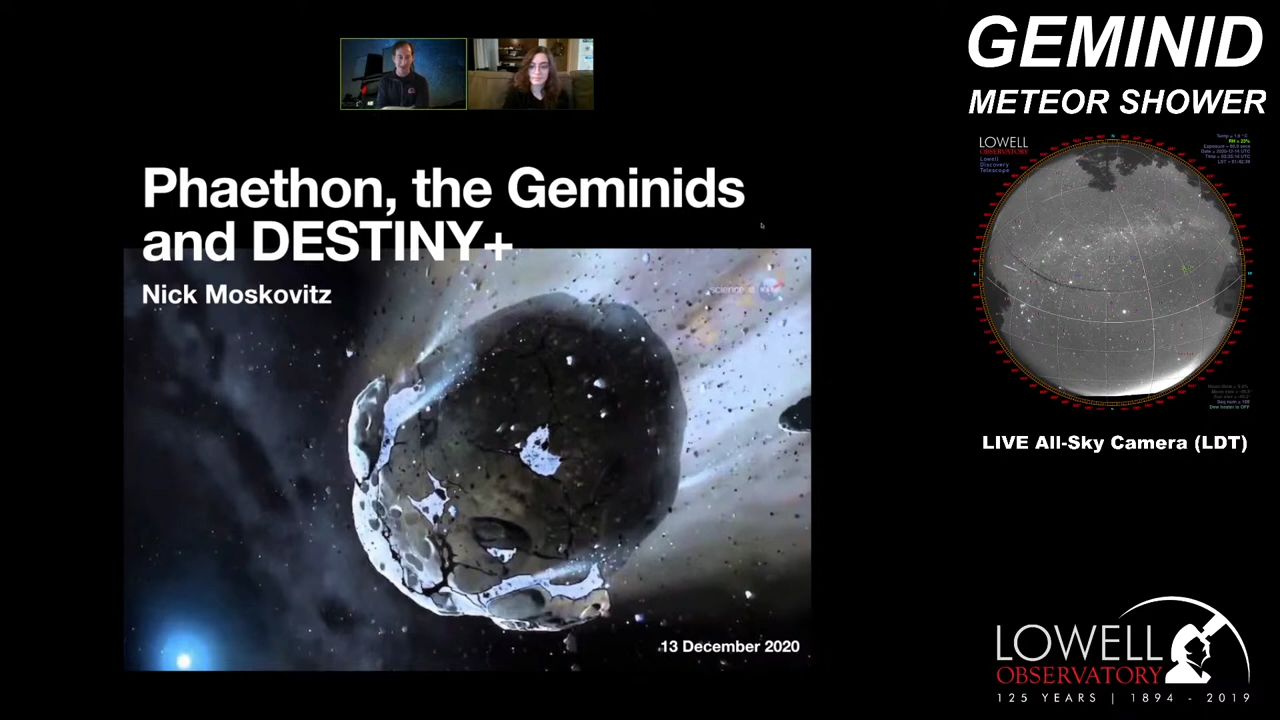 GEMINID
METEOR SHOWER
Phaethon, the Geminids
and DESTINY+
Nick Moskovitz
13 December 2020
LOWELL
OBSERVATORY
Lowell
Discovery
Telescope
LIVE All-Sky Camera (LDT)
LOWELL
OBSERVATORY
125 YEARS | 1894 - 2019